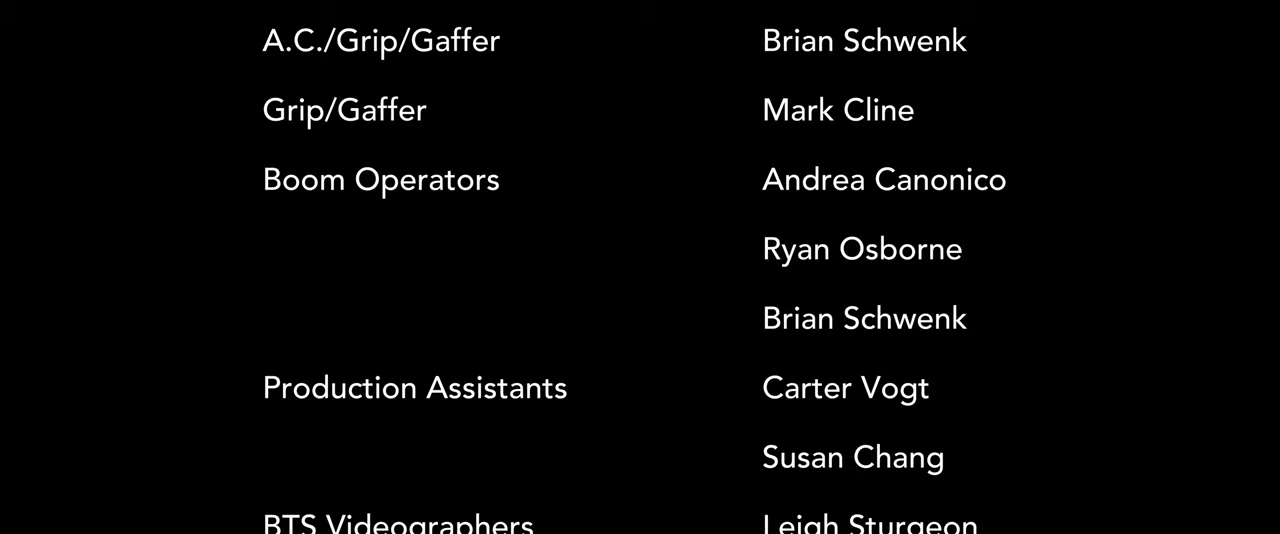 A.C./Grip/Gaffer Brian Schwenk
Grip/Gaffer Mark Cline
Boom Operators Andrea Canonico
Ryan Osborne
Brian Schwenk
Production Assistants Carter Vogt
Susan Chang
BTS Videographers Leigh Sturgeon